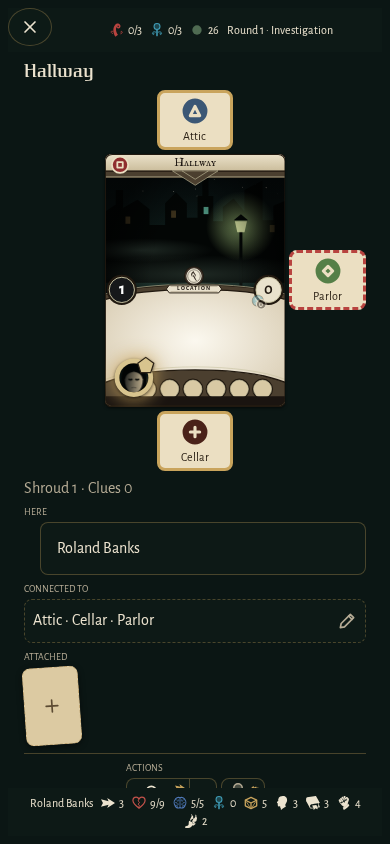 0/3 0/3 26 Round 1 · Investigation
Hallway
Attic
Hallway
Parlor
1
LOCATION
0
Cellar
Shroud 1 · Clues 0
HERE
Roland Banks
CONNECTED TO
Attic · Cellar · Parlor
ATTACHED
+
ACTIONS
Roland Banks 3 9/9 5/5 0 5 3 3 4
2